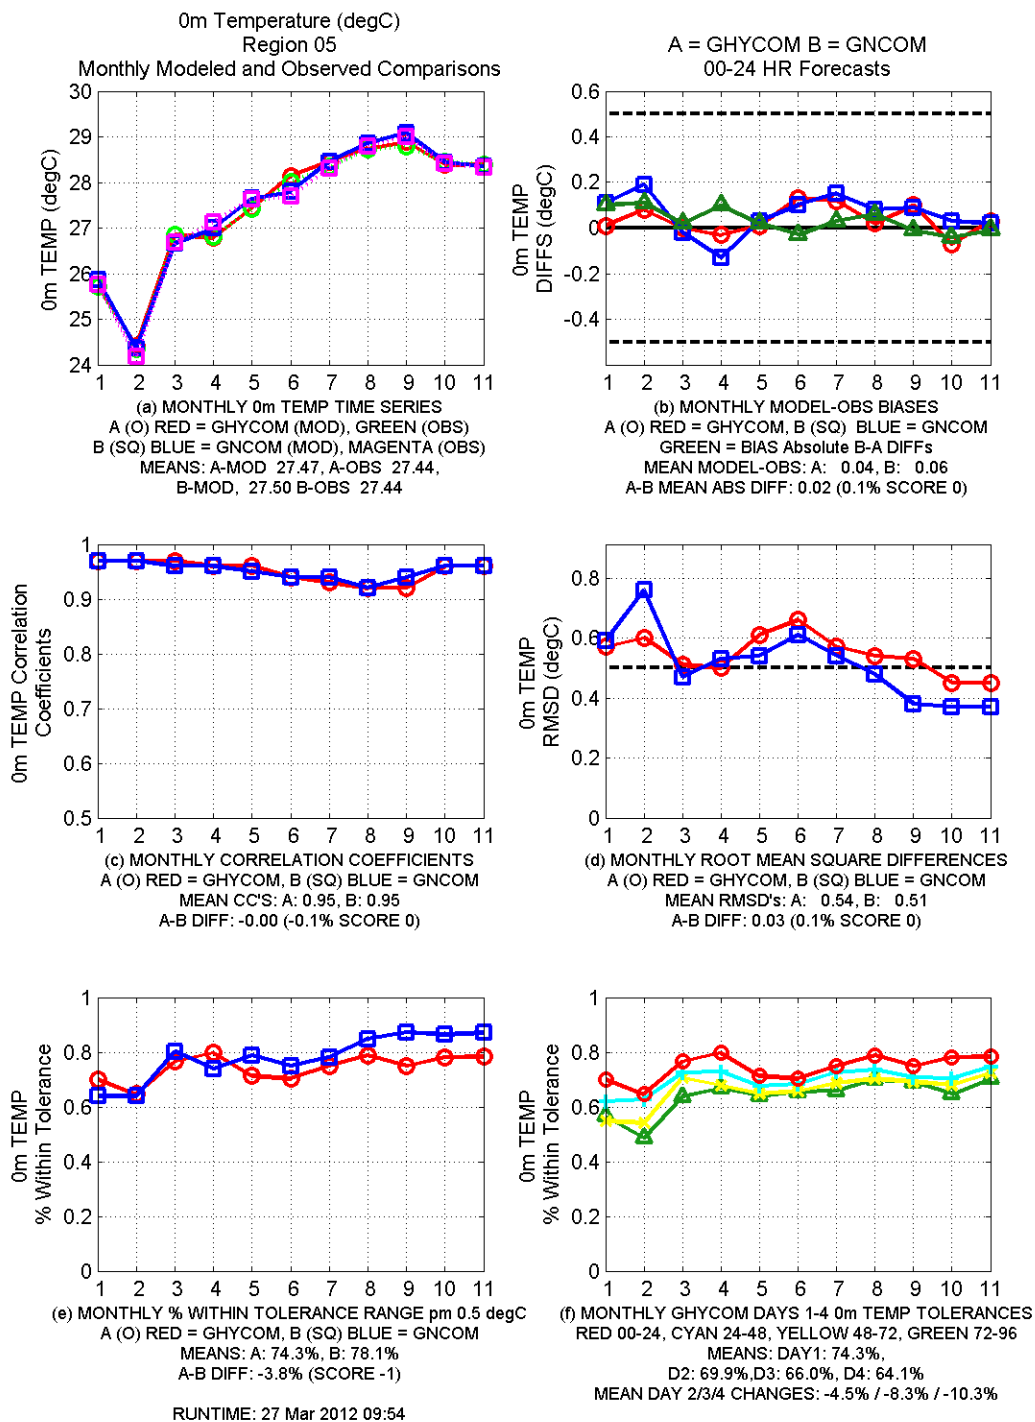 0m Temperature (degC)
Region 05
Monthly Modeled and Observed Comparisons
A = GHYCOM B = GNCOM
00-24 HR Forecasts
30
29
28
27
26
25
24
0m TEMP (degC)
1 2 3 4 5 6 7 8 9 10 11
(a) MONTHLY 0m TEMP TIME SERIES
A (O) RED = GHYCOM (MOD), GREEN (OBS)
B (SQ) BLUE = GNCOM (MOD), MAGENTA (OBS)
MEANS: A-MOD 27.47, A-OBS 27.44,
B-MOD, 27.50 B-OBS 27.44
0.6
0.4
0.2
0
-0.2
-0.4
0m TEMP
DIFFS (degC)
1 2 3 4 5 6 7 8 9 10 11
(b) MONTHLY MODEL-OBS BIASES
A (O) RED = GHYCOM, B (SQ) BLUE = GNCOM
GREEN = BIAS Absolute B-A DIFFs
MEAN MODEL-OBS: A: 0.04, B: 0.06
A-B MEAN ABS DIFF: 0.02 (0.1% SCORE 0)
1
0.9
0.8
0.7
0.6
0.5
0m TEMP Correlation
Coefficients
1 2 3 4 5 6 7 8 9 10 11
(c) MONTHLY CORRELATION COEFFICIENTS
A (O) RED = GHYCOM, B (SQ) BLUE = GNCOM
MEAN CC'S: A: 0.95, B: 0.95
A-B DIFF: -0.00 (-0.1% SCORE 0)
0.8
0.6
0.4
0.2
0
0m TEMP
RMSD (degC)
1 2 3 4 5 6 7 8 9 10 11
(d) MONTHLY ROOT MEAN SQUARE DIFFERENCES
A (O) RED = GHYCOM, B (SQ) BLUE = GNCOM
MEAN RMSD's: A: 0.54, B: 0.51
A-B DIFF: 0.03 (0.1% SCORE 0)
1
0.8
0.6
0.4
0.2
0
0m TEMP
% Within Tolerance
1 2 3 4 5 6 7 8 9 10 11
(e) MONTHLY % WITHIN TOLERANCE RANGE pm 0.5 degC
A (O) RED = GHYCOM, B (SQ) BLUE = GNCOM
MEANS: A: 74.3%, B: 78.1%
A-B DIFF: -3.8% (SCORE -1)
1
0.8
0.6
0.4
0.2
0
0m TEMP
% Within Tolerance
1 2 3 4 5 6 7 8 9 10 11
(f) MONTHLY GHYCOM DAYS 1-4 0m TEMP TOLERANCES
RED 00-24, CYAN 24-48, YELLOW 48-72, GREEN 72-96
MEANS: DAY1: 74.3%,
D2: 69.9%,D3: 66.0%, D4: 64.1%
MEAN DAY 2/3/4 CHANGES: -4.5% / -8.3% / -10.3%
RUNTIME: 27 Mar 2012 09:54